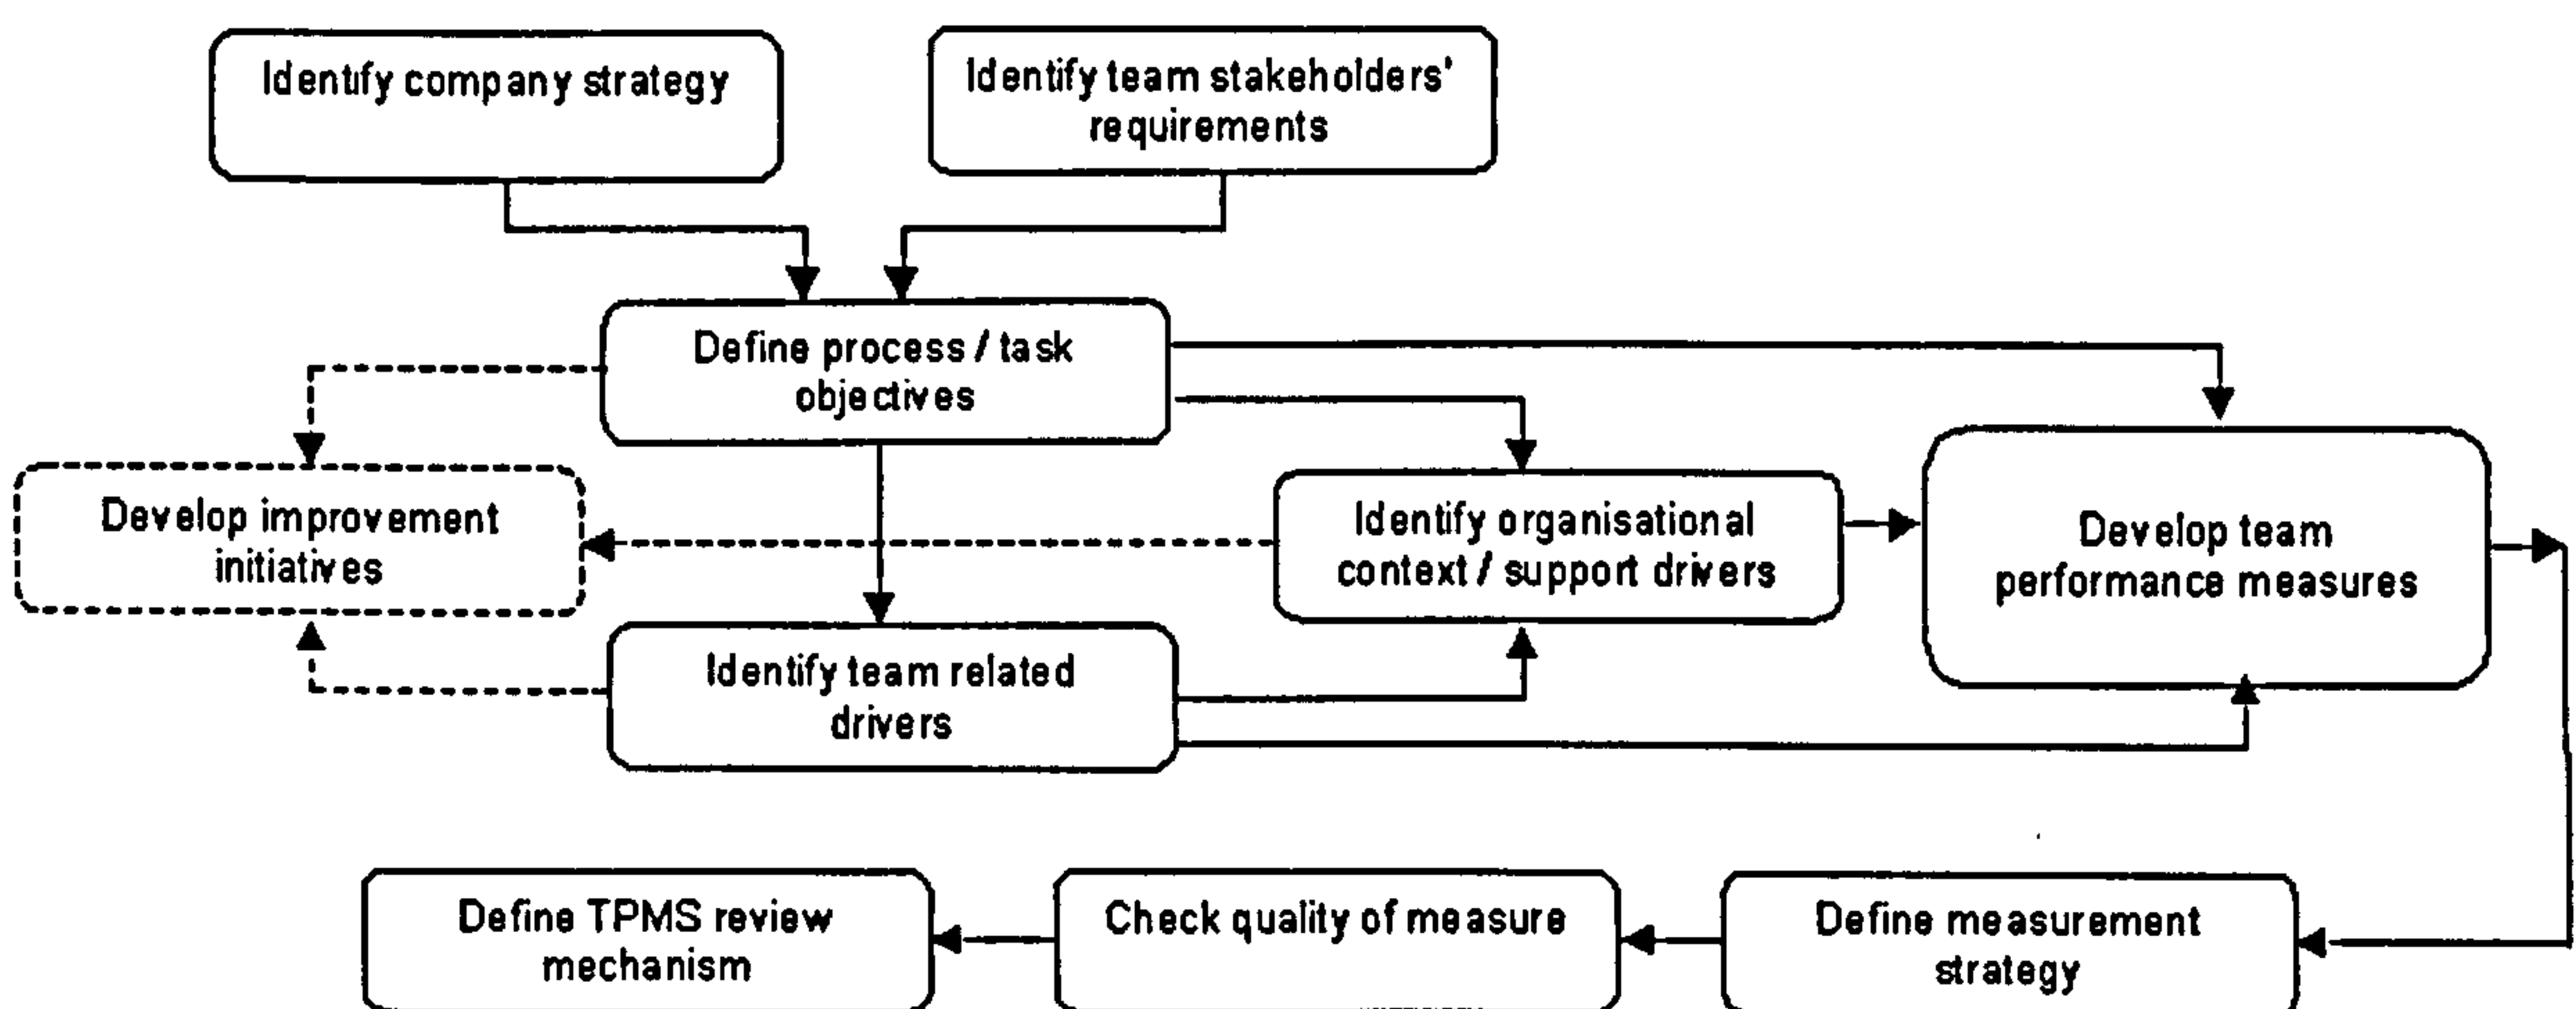 Identify company strategy
Identify team stakeholders'
requirements
Define process / task
objectives
Develop improvement
initiatives
Identify organisational
context / support drivers
Develop team
performance measures
Identify team related
drivers
Define TPMS review
mechanism
Check quality of measure
Define measurement
strategy